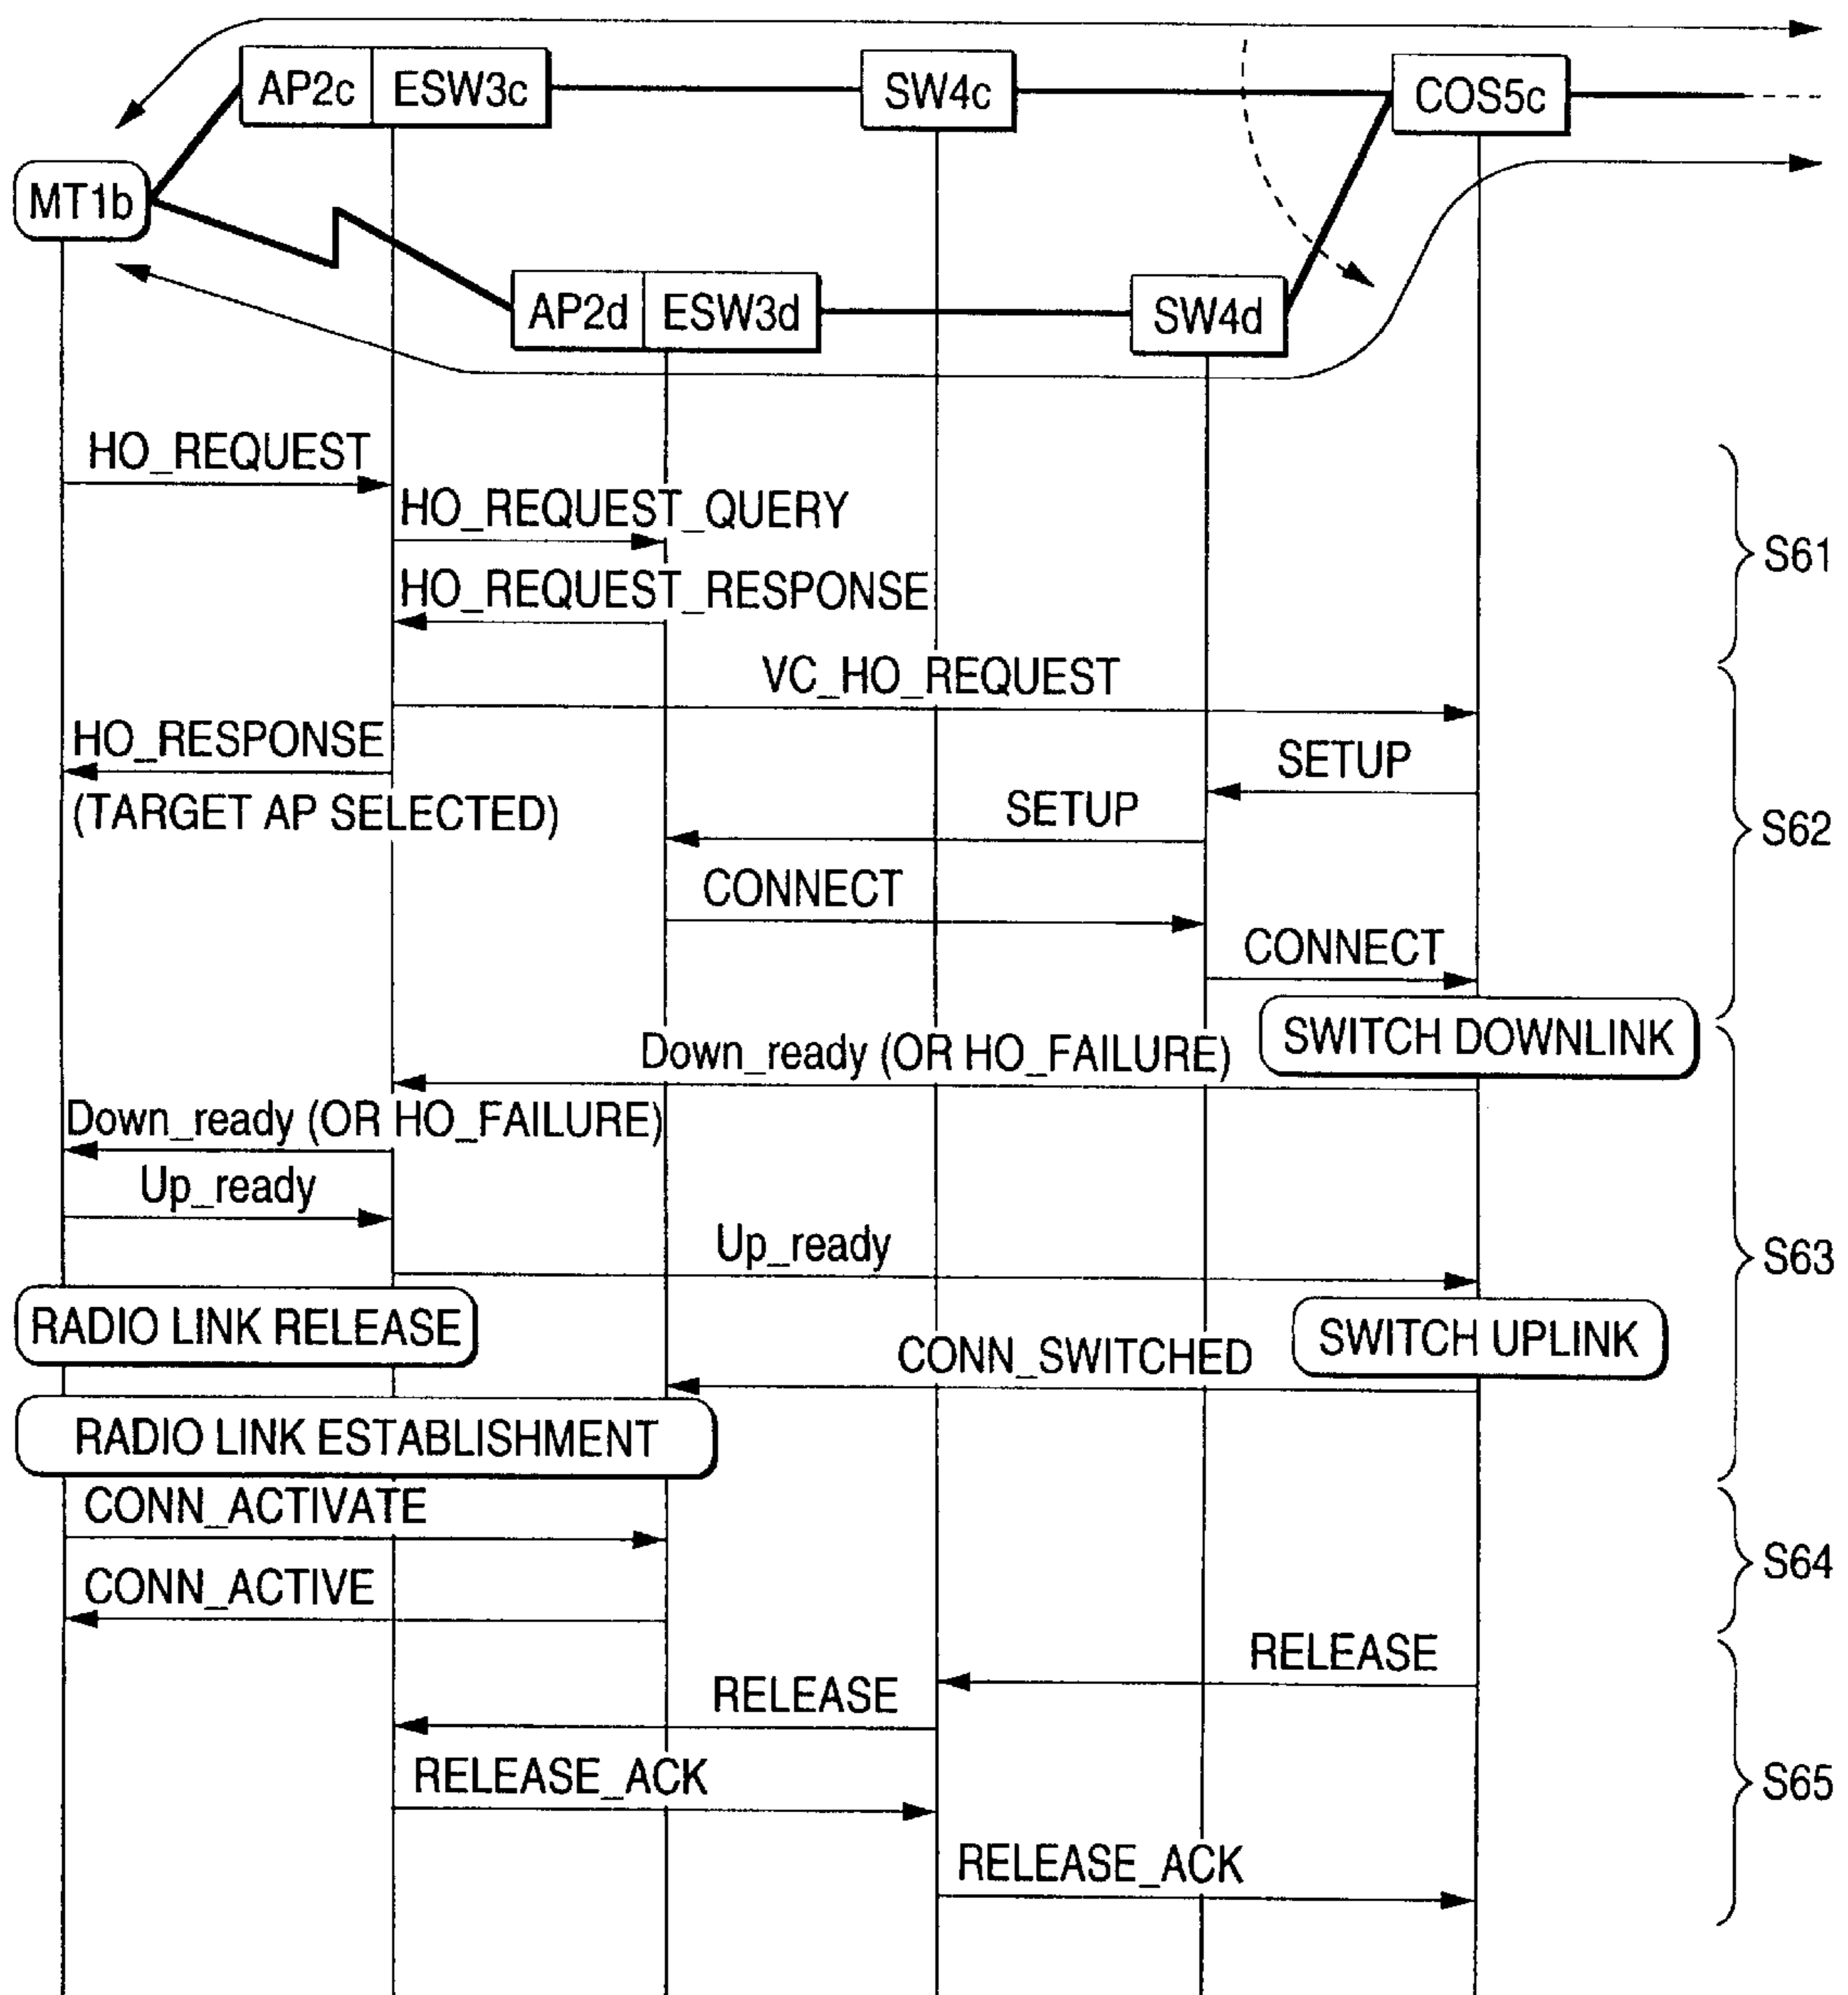 AP2c ESW3c SW4c COS5c
MT1b
AP2d ESW3d SW4d
HO_REQUEST
HO_REQUEST_QUERY
S61
HO_REQUEST_RESPONSE
VC_HO_REQUEST
HO_RESPONSE
SETUP
(TARGET AP SELECTED)
SETUP
S62
CONNECT
CONNECT
SWITCH DOWNLINK
Down_ready (OR HO_FAILURE)
Down_ready (OR HO_FAILURE)
Up_ready
Up_ready
S63
RADIO LINK RELEASE
SWITCH UPLINK
CONN_SWITCHED
RADIO LINK ESTABLISHMENT
CONN_ACTIVATE
S64
CONN_ACTIVE
RELEASE
RELEASE
RELEASE_ACK
S65
RELEASE_ACK